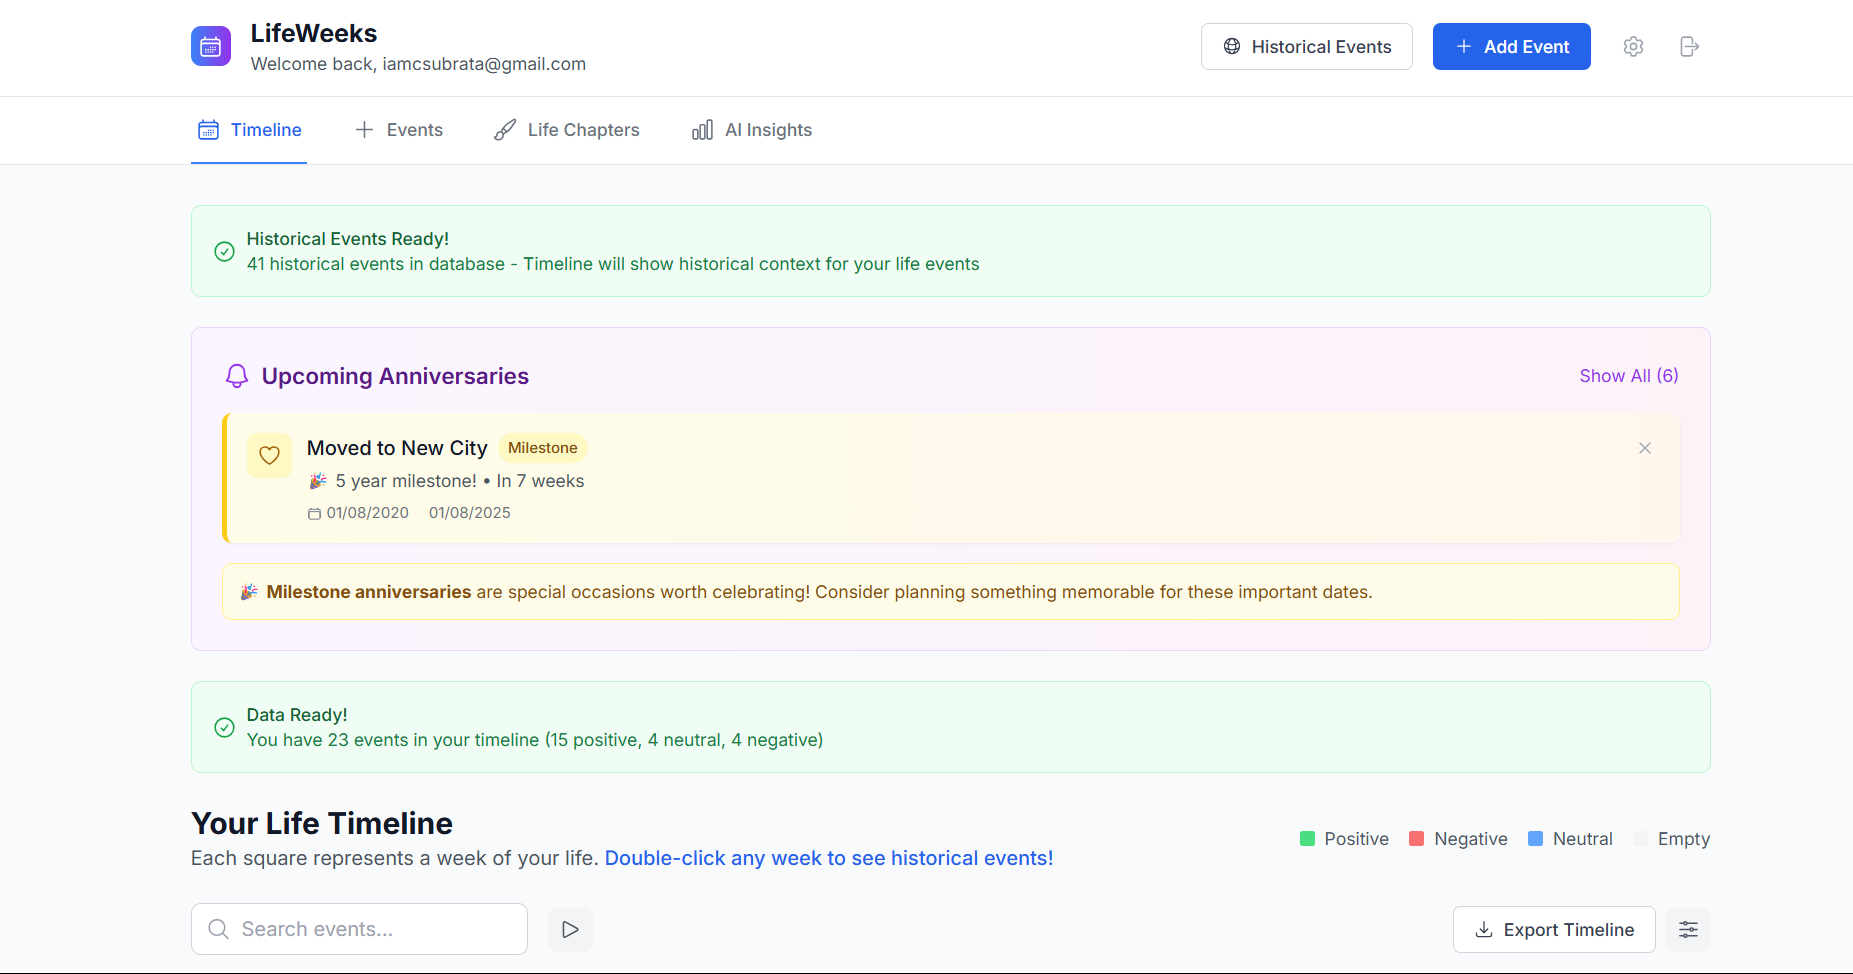 LifeWeeks
Welcome back, iamcsubrata@gmail.com
Historical Events
Add Event
Timeline
Events
Life Chapters
AI Insights
Historical Events Ready!
41 historical events in database - Timeline will show historical context for your life events
Upcoming Anniversaries
Show All (6)
Moved to New City
Milestone
🎉 5 year milestone! • In 7 weeks
01/08/2020 01/08/2025
🎉 Milestone anniversaries are special occasions worth celebrating! Consider planning something memorable for these important dates.
Data Ready!
You have 23 events in your timeline (15 positive, 4 neutral, 4 negative)
Your Life Timeline
Each square represents a week of your life. Double-click any week to see historical events!
Positive
Negative
Neutral
Empty
Search events...
Export Timeline